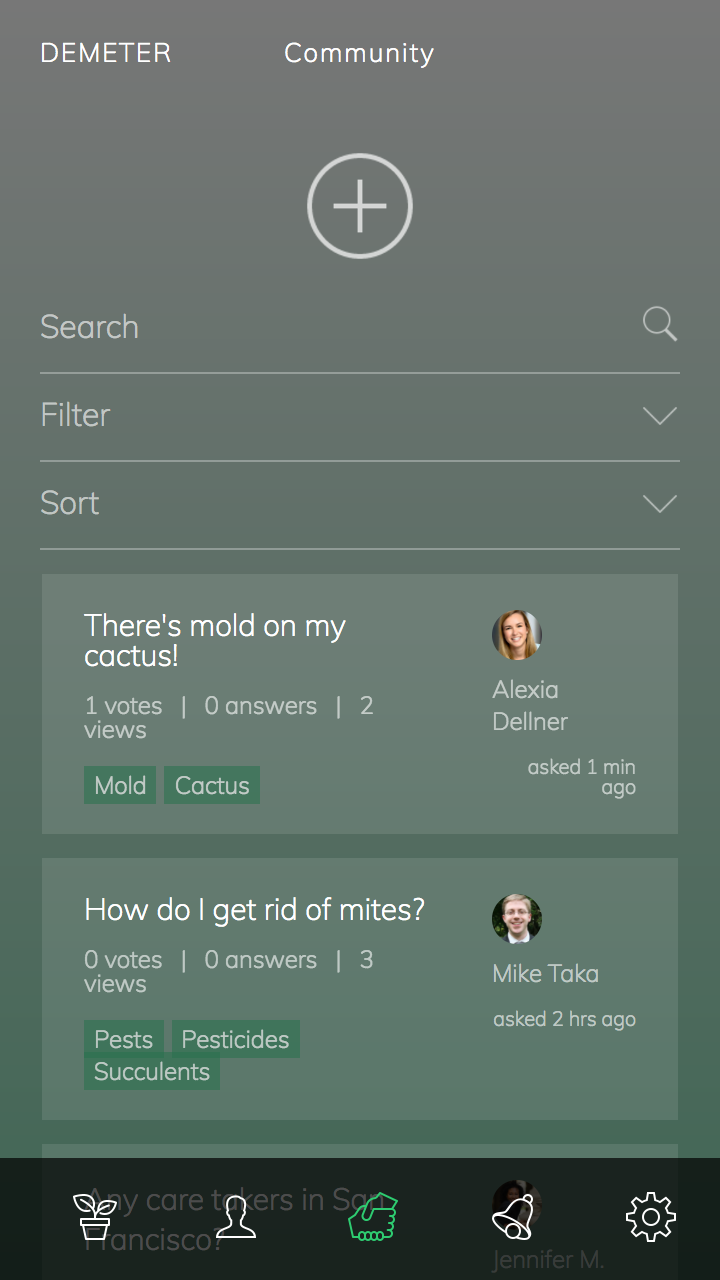 DEMETER Community
Search
Filter
Sort
There's mold on my
cactus!
1 votes | 0 answers | 2
views
Mold Cactus
Alexia
Dellner
asked 1 min
ago
How do I get rid of mites?
0 votes | 0 answers | 3
views
Pests Pesticides
Succulents
Mike Taka
asked 2 hrs ago
Any care takers in San
Francisco?
Jennifer M.